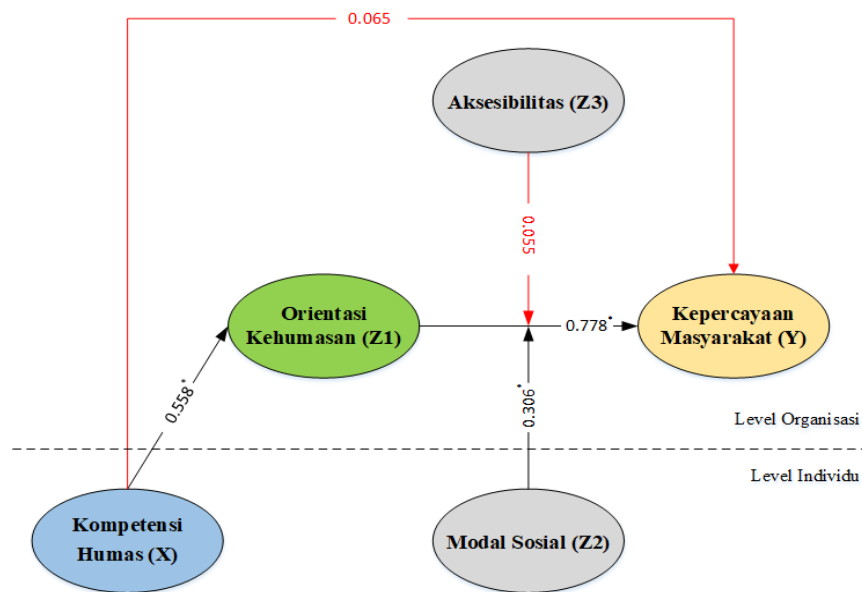 0.065
Aksesibilitas (Z3)
0.055
Orientasi
Kehumasan (Z1)
0.778*
Kepercayaan
Masyarakat (Y)
0.558*
0.306*
Level Organisasi
Level Individu
Kompetensi
Humas (X)
Modal Sosial (Z2)